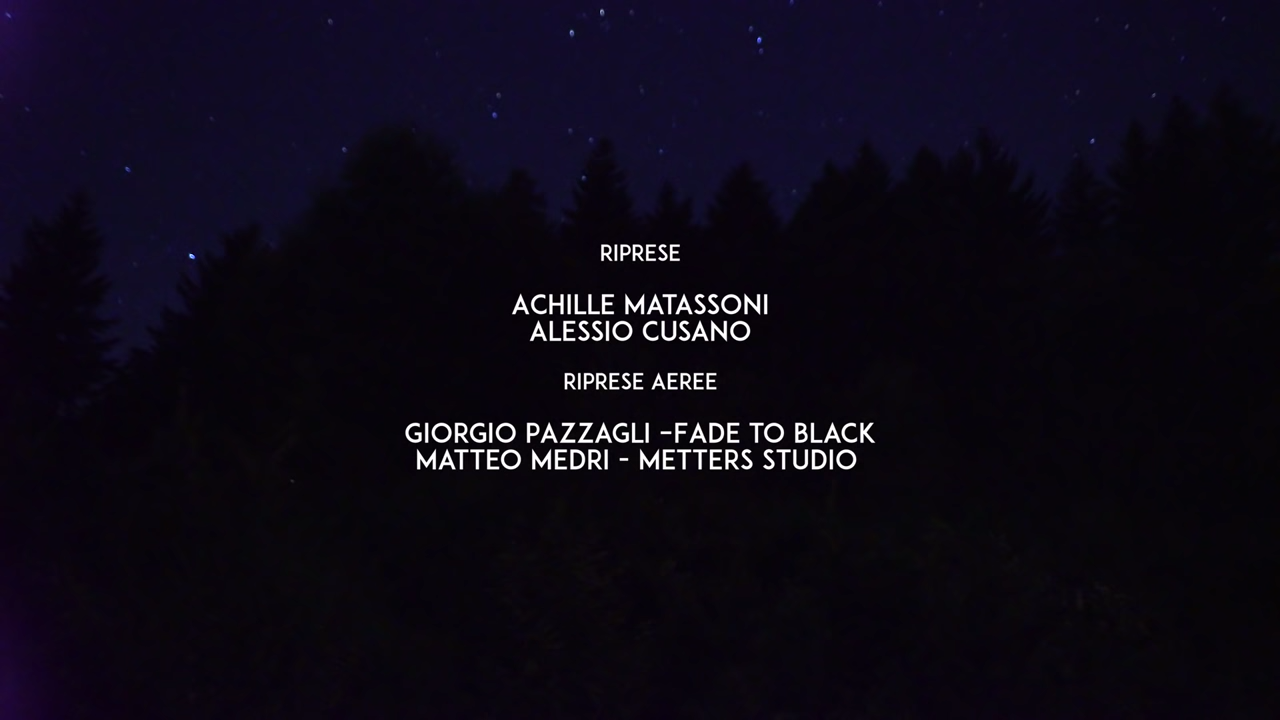 RIPRESE
ACHILLE MATASSONI
ALESSIO CUSANO
RIPRESE AEREE
GIORGIO PAZZAGLI –FADE TO BLACK
MATTEO MEDRI - METTERS STUDIO